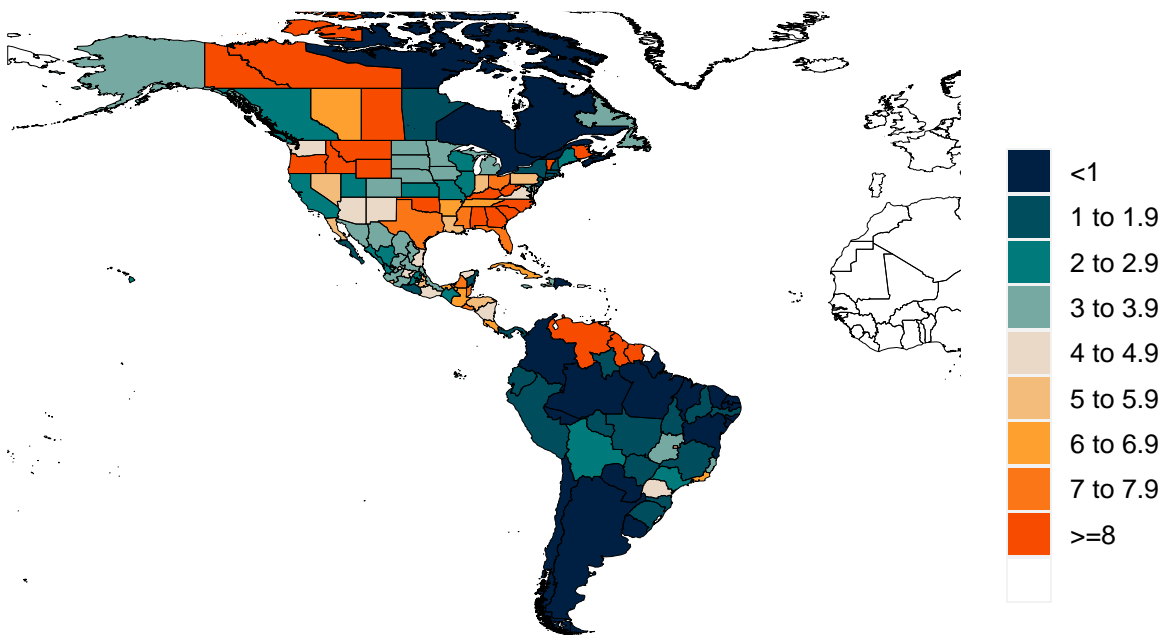 <1
1 to 1.9
2 to 2.9
3 to 3.9
4 to 4.9
5 to 5.9
6 to 6.9
7 to 7.9
>=8